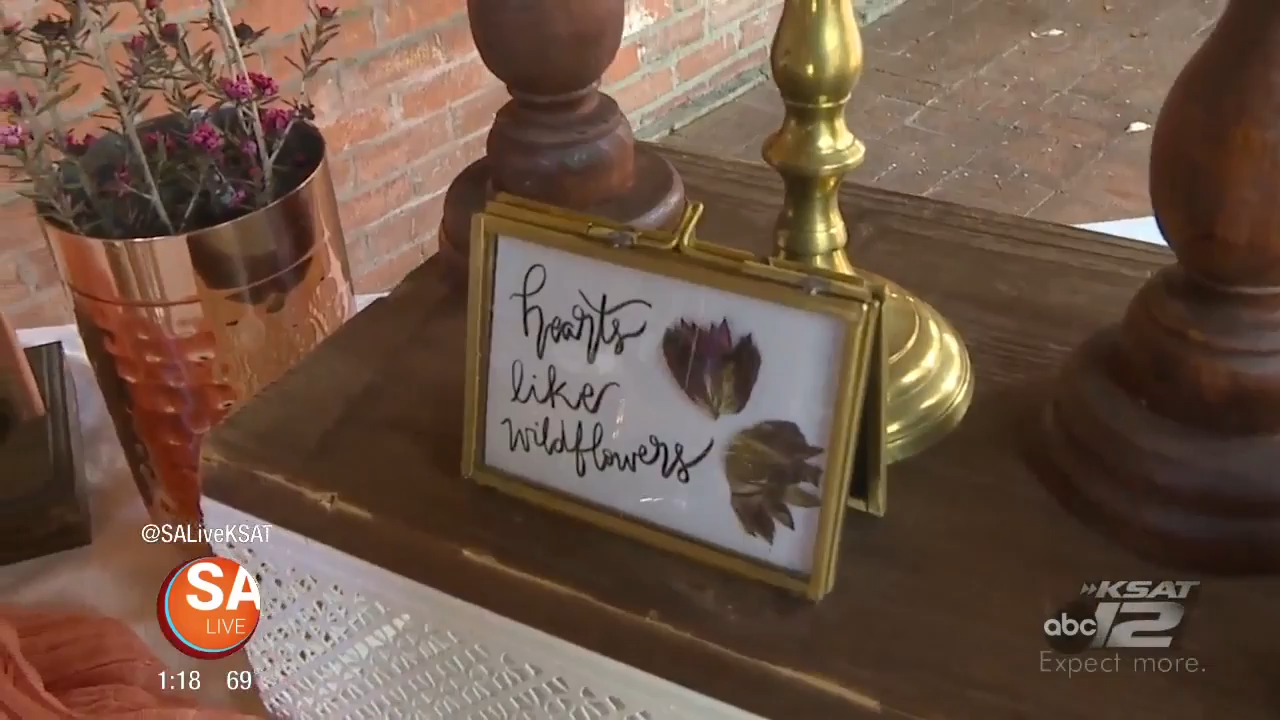 hearts
like
wildflowers
@SALiveKSAT
SA
LIVE
1:18 69
KSAT
abc 12
Expect more.